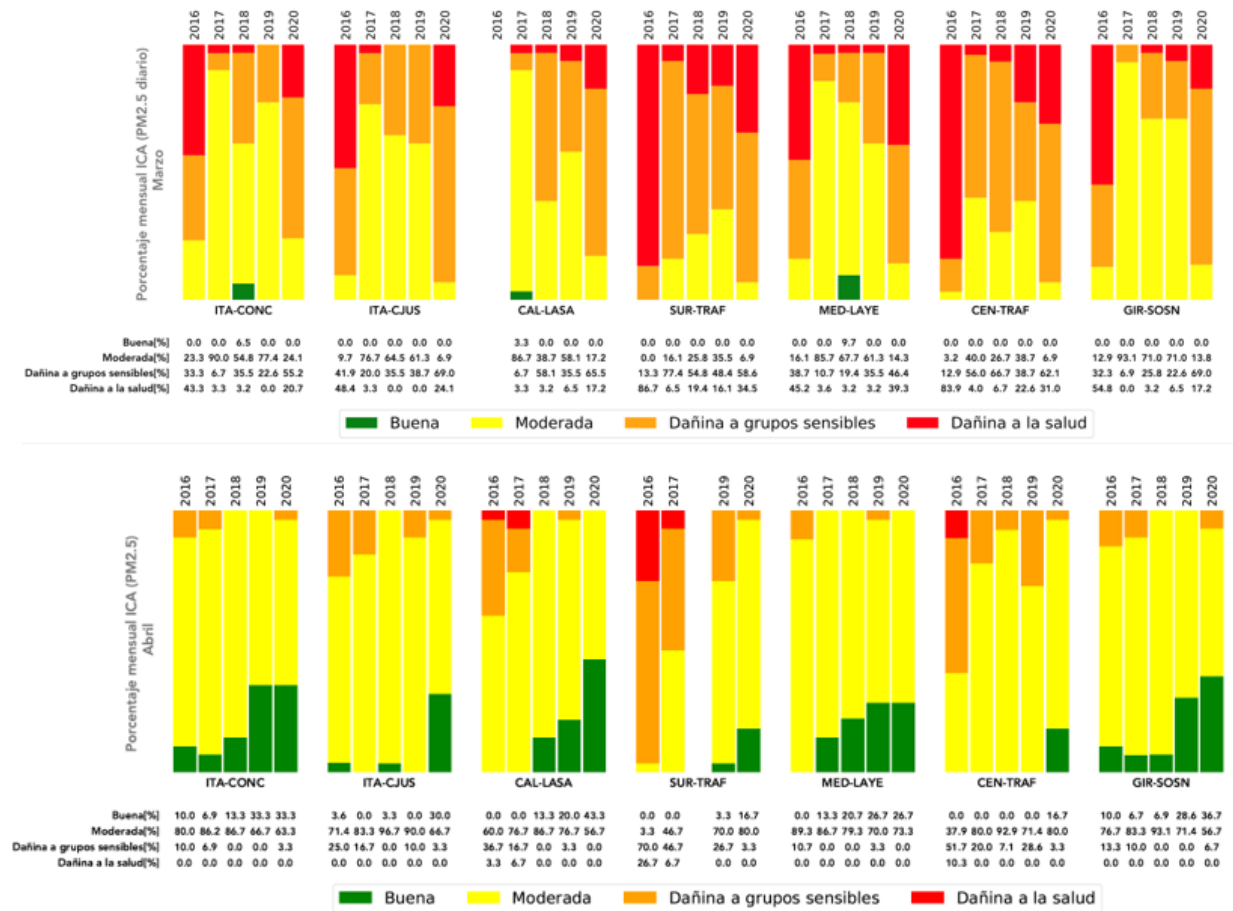 2016 2017 2018 2019 2020 2016 2017 2018 2019 2020 2016 2017 2018 2019 2020 2016 2017 2018 2019 2020 2016 2017 2018 2019 2020 2016 2017 2018 2019 2020 2016 2017 2018 2019 2020
Porcentaje mensual ICA (PM2.5 diario)
Marzo
ITA-CONC ITA-CJUS CAL-LASA SUR-TRAF MED-LAYE CEN-TRAF GIR-SOSN
Buena[%] 0.0 0.0 6.5 0.0 0.0 0.0 0.0 0.0 0.0 0.0 3.3 0.0 0.0 0.0 0.0 0.0 0.0 0.0 0.0 0.0 0.0 9.7 0.0 0.0 0.0 0.0 0.0 0.0 0.0 0.0 0.0 0.0 0.0 0.0
Moderada[%] 23.3 90.0 54.8 77.4 24.1 9.7 76.7 64.5 61.3 6.9 86.7 38.7 58.1 17.2 0.0 16.1 25.8 35.5 6.9 16.1 85.7 67.7 61.3 14.3 3.2 40.0 26.7 38.7 6.9 12.9 93.1 71.0 71.0 13.8
Dañina a grupos sensibles[%] 33.3 6.7 35.5 22.6 55.2 41.9 20.0 35.5 38.7 69.0 6.7 58.1 35.5 65.5 13.3 77.4 54.8 48.4 58.6 38.7 10.7 19.4 35.5 46.4 12.9 56.0 66.7 38.7 62.1 32.3 6.9 25.8 22.6 69.0
Dañina a la salud[%] 43.3 3.3 3.2 0.0 20.7 48.4 3.3 0.0 0.0 24.1 3.3 3.2 6.5 17.2 86.7 6.5 19.4 16.1 34.5 45.2 3.6 3.2 3.2 39.3 83.9 4.0 6.7 22.6 31.0 54.8 0.0 3.2 6.5 17.2
Buena Moderada Dañina a grupos sensibles Dañina a la salud
2016 2017 2018 2019 2020 2016 2017 2018 2019 2020 2016 2017 2018 2019 2020 2016 2017 2019 2020 2016 2017 2018 2019 2020 2016 2017 2018 2019 2020 2016 2017 2018 2019 2020
Porcentaje mensual ICA (PM2.5)
Abril
ITA-CONC ITA-CJUS CAL-LASA SUR-TRAF MED-LAYE CEN-TRAF GIR-SOSN
Buena[%] 10.0 6.9 13.3 33.3 33.3 3.6 0.0 3.3 0.0 30.0 0.0 0.0 13.3 20.0 43.3 0.0 0.0 3.3 16.7 0.0 13.3 20.7 26.7 26.7 0.0 0.0 0.0 0.0 16.7 10.0 6.7 6.9 28.6 36.7
Moderada[%] 80.0 86.2 86.7 66.7 63.3 71.4 83.3 96.7 90.0 66.7 60.0 76.7 86.7 76.7 56.7 3.3 46.7 70.0 80.0 89.3 86.7 79.3 70.0 73.3 37.9 80.0 92.9 71.4 80.0 76.7 83.3 93.1 71.4 56.7
Dañina a grupos sensibles[%] 10.0 6.9 0.0 0.0 3.3 25.0 16.7 0.0 10.0 3.3 36.7 16.7 0.0 3.3 0.0 70.0 46.7 26.7 3.3 10.7 0.0 0.0 3.3 0.0 51.7 20.0 7.1 28.6 3.3 13.3 10.0 0.0 0.0 6.7
Dañina a la salud[%] 0.0 0.0 0.0 0.0 0.0 0.0 0.0 0.0 0.0 0.0 3.3 6.7 0.0 0.0 0.0 26.7 6.7 0.0 0.0 0.0 0.0 0.0 0.0 0.0 10.3 0.0 0.0 0.0 0.0 0.0 0.0 0.0 0.0 0.0
Buena Moderada Dañina a grupos sensibles Dañina a la salud